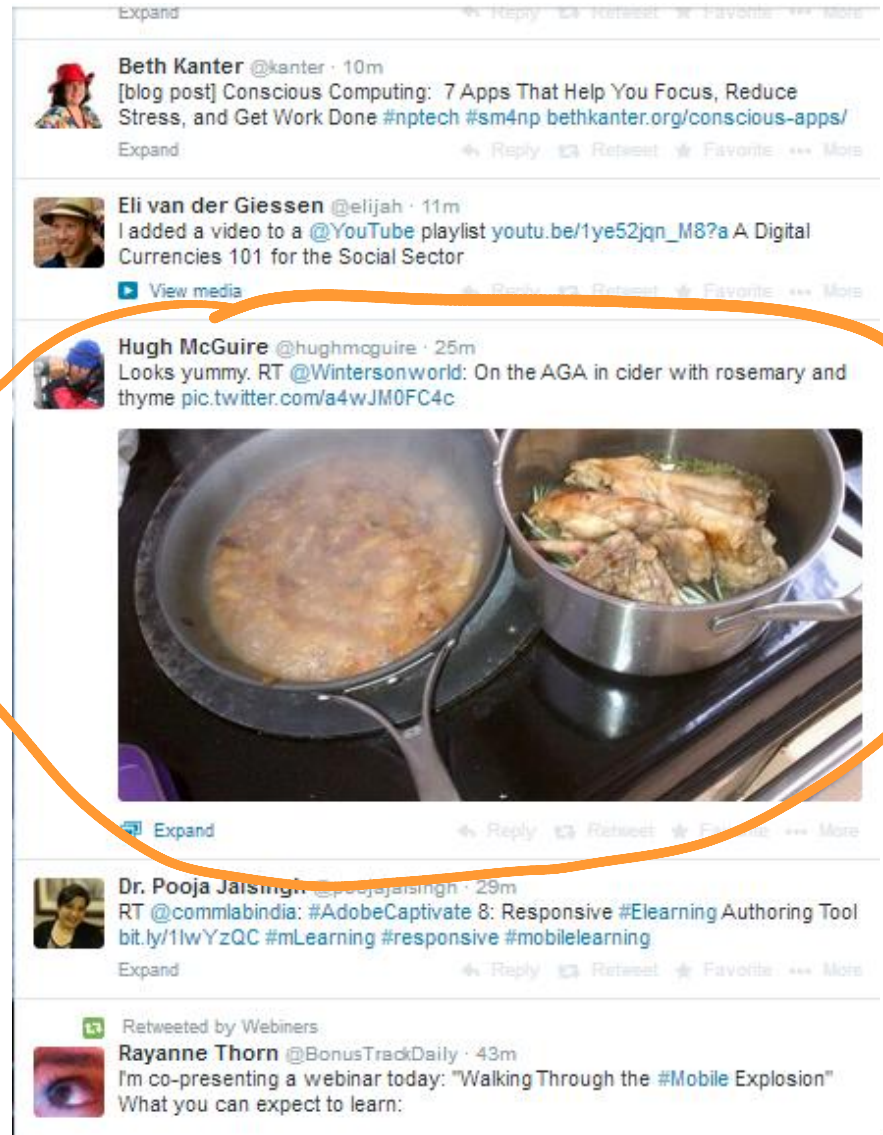 Expand Reply Retweet Favorite More
Beth Kanter @kanter · 10m
[blog post] Conscious Computing: 7 Apps That Help You Focus, Reduce
Stress, and Get Work Done #nptech #sm4np bethkanter.org/conscious-apps/
Expand Reply Retweet Favorite More
Eli van der Giessen @elijah · 11m
I added a video to a @YouTube playlist youtu.be/1ye52jqn_M8?a A Digital
Currencies 101 for the Social Sector
View media Reply Retweet Favorite More
Hugh McGuire @hughmcguire · 25m
Looks yummy. RT @Wintersonworld: On the AGA in cider with rosemary and
thyme pic.twitter.com/a4wJM0FC4c
Expand Reply Retweet Favorite More
Dr. Pooja Jaisingh @poojajaisingh · 29m
RT @commlabindia: #AdobeCaptivate 8: Responsive #Elearning Authoring Tool
bit.ly/1lwYzQC #mLearning #responsive #mobilelearning
Expand Reply Retweet Favorite More
Retweeted by Webiners
Rayanne Thorn @BonusTrackDaily · 43m
I'm co-presenting a webinar today: "Walking Through the #Mobile Explosion"
What you can expect to learn: